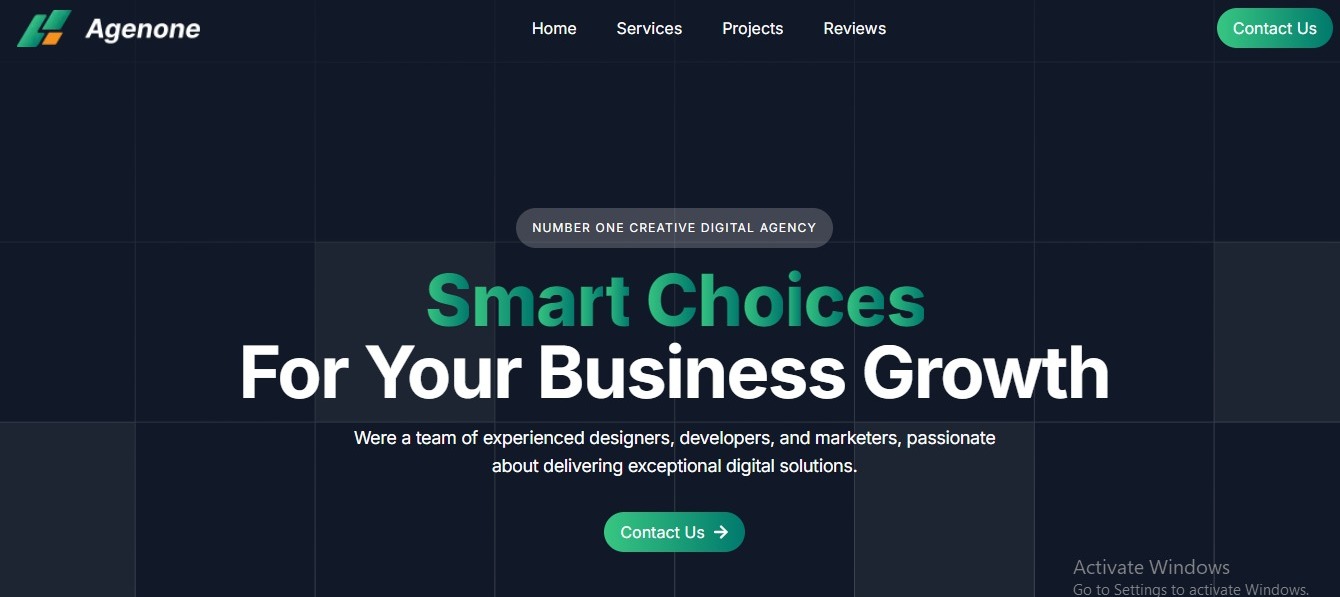 Agenone
Home
Services
Projects
Reviews
Contact Us
NUMBER ONE CREATIVE DIGITAL AGENCY
Smart Choices
For Your Business Growth
Were a team of experienced designers, developers, and marketers, passionate
about delivering exceptional digital solutions.
Contact Us
Activate Windows
Go to Settings to activate Windows.